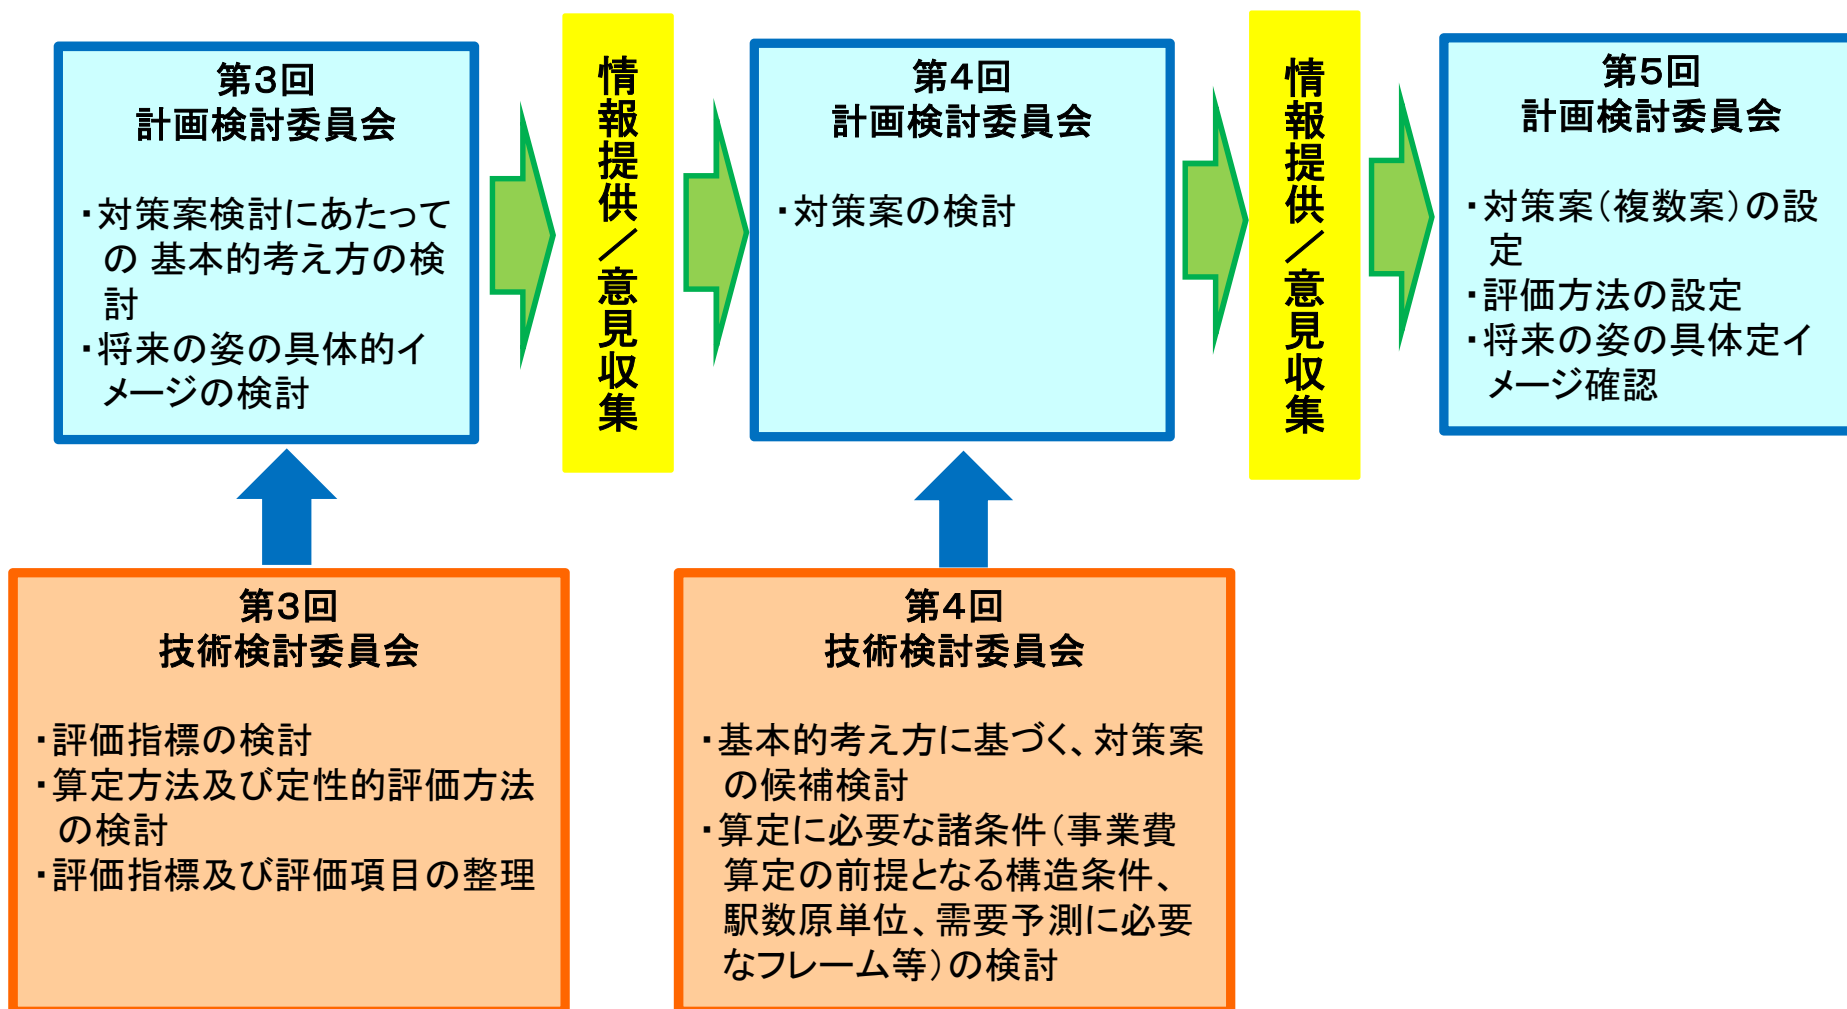 第3回
計画検討委員会
・対策案検討にあたって
の 基本的考え方の検
討
・将来の姿の具体的イ
メージの検討
情報提供／意見収集
第4回
計画検討委員会
・対策案の検討
情報提供／意見収集
第5回
計画検討委員会
・対策案（複数案）の設
定
・評価方法の設定
・将来の姿の具体定イ
メージ確認
第3回
技術検討委員会
・評価指標の検討
・算定方法及び定性的評価方法
の検討
・評価指標及び評価項目の整理
第4回
技術検討委員会
・基本的考え方に基づく、対策案
の候補検討
・算定に必要な諸条件（事業費
算定の前提となる構造条件、
駅数原単位、需要予測に必要
なフレーム等）の検討